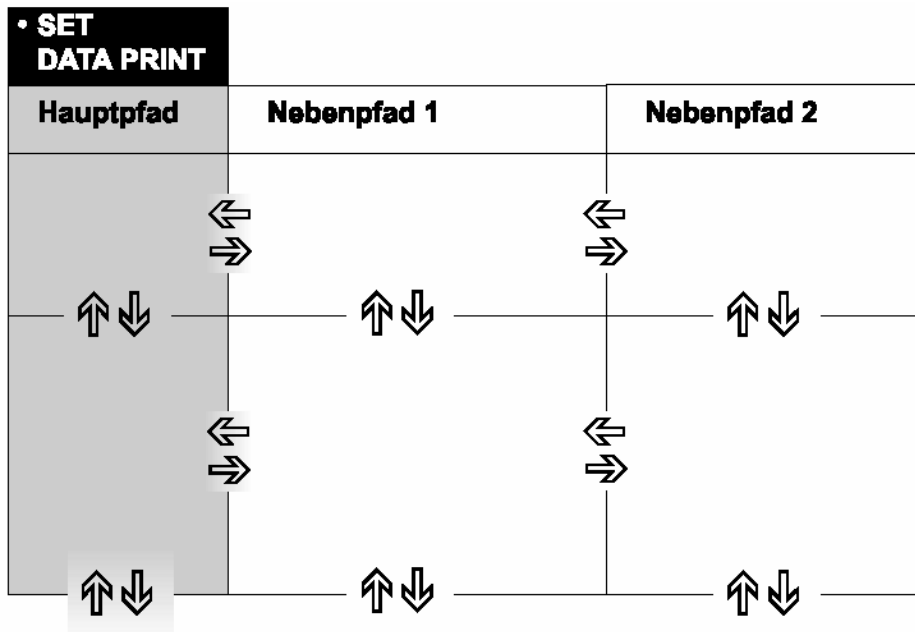 • SET
DATA PRINT
Hauptpfad
Nebenpfad 1
Nebenpfad 2